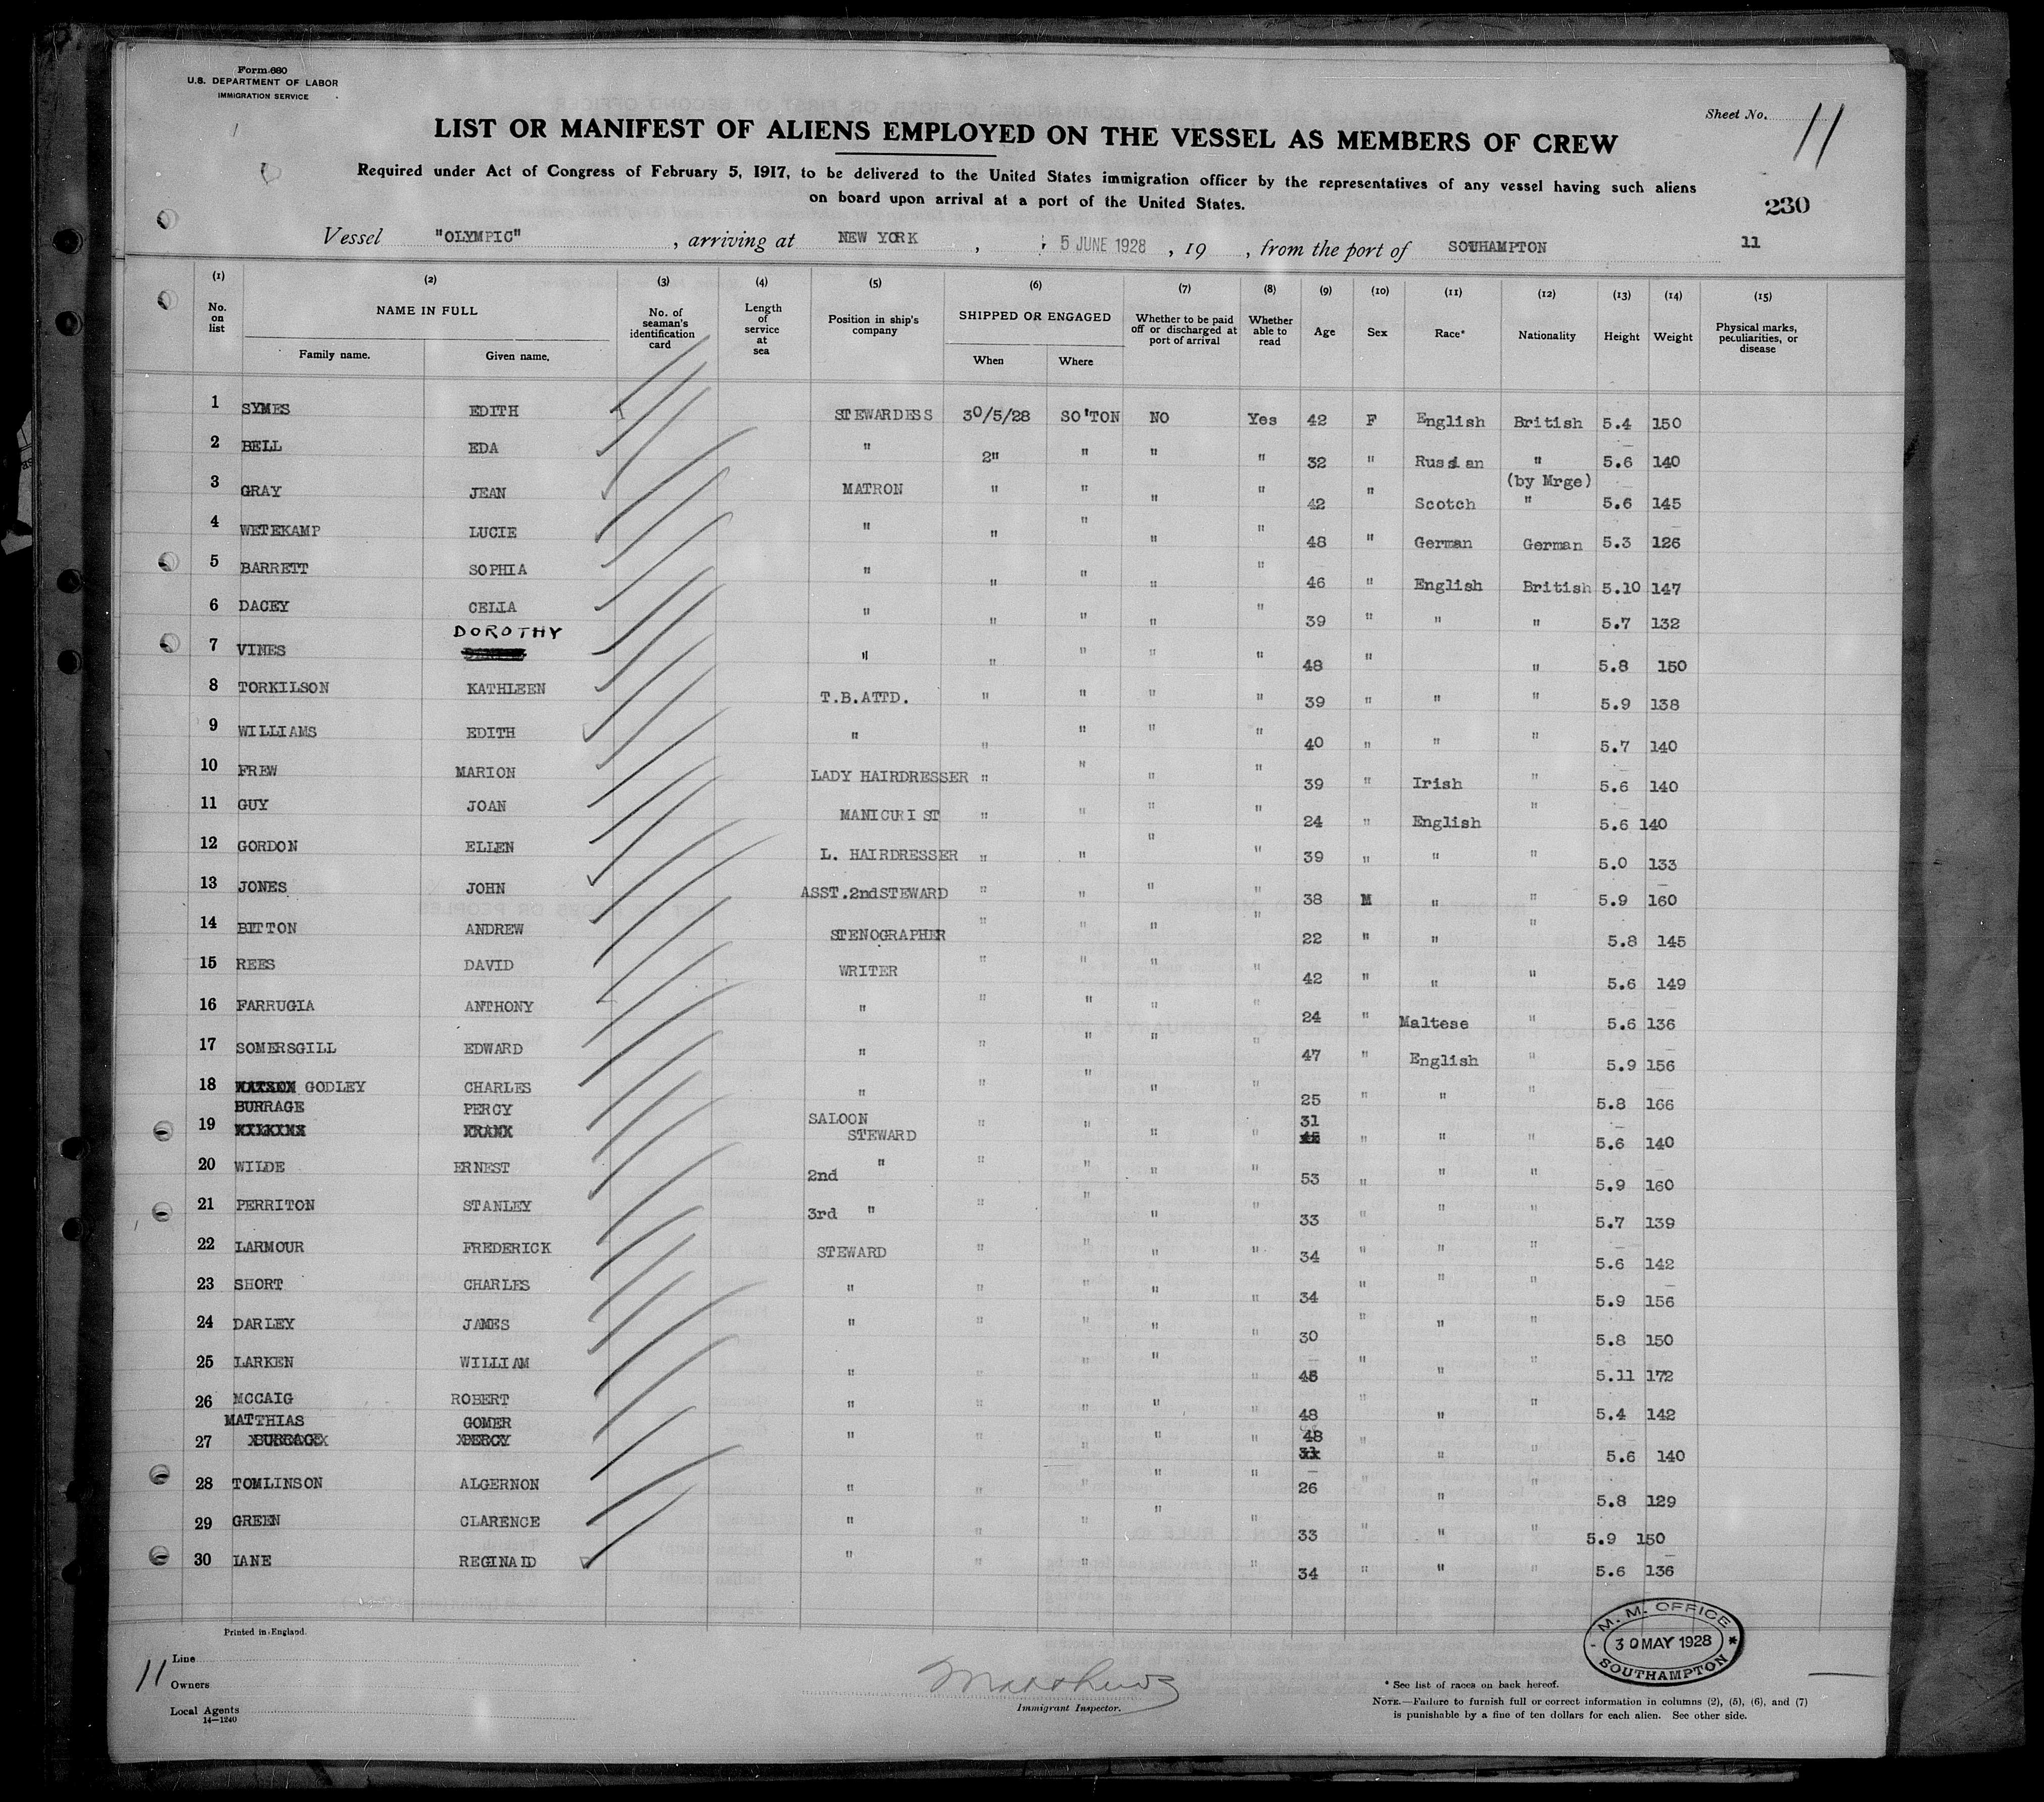 Form 680
U.S. DEPARTMENT OF LABOR
IMMIGRATION SERVICE
Sheet No. 11
LIST OR MANIFEST OF ALIENS EMPLOYED ON THE VESSEL AS MEMBERS OF CREW
Required under Act of Congress of February 5, 1917, to be delivered to the United States immigration officer by the representatives of any vessel having such aliens
on board upon arrival at a port of the United States.
230
Vessel "OLYMPIC" , arriving at NEW YORK , 5 JUNE 1928 , 19 , from the port of SOUHAMPTON 11
(1) (2) (3) (4) (5) (6) (7) (8) (9) (10) (11) (12) (13) (14) (15)
No. on list NAME IN FULL Family name. Given name. No. of seaman's identification card Length of service at sea Position in ship's company SHIPPED OR ENGAGED When Where Whether to be paid off or discharged at port of arrival Whether able to read Age Sex Race* Nationality Height Weight Physical marks, peculiarities, or disease
1 SYMES EDITH STEWARDESS 30/5/28 SO'TON NO Yes 42 F English British 5.4 150
2 BELL EDA " 2" " " " 32 " Russian " 5.6 140
(by Mrge)
3 GRAY JEAN MATRON " " " " 42 " Scotch " 5.6 145
4 WETEKAMP LUCIE " " " " " 48 " German German 5.3 126
5 BARRETT SOPHIA " " " " " 46 " English British 5.10 147
6 DACEY CELIA " " " " " 39 " " " 5.7 132
DOROTHY
7 VINES " " " " " 48 " " 5.8 150
8 TORKILSON KATHLEEN T.B.ATTD. " " " " 39 " " " 5.9 138
9 WILLIAMS EDITH " " " " " 40 " " " 5.7 140
10 FREW MARION LADY HAIRDRESSER " " " " 39 " Irish " 5.6 140
11 GUY JOAN MANICURIST " " " " 24 " English " 5.6 140
12 GORDON ELLEN L. HAIRDRESSER " " " " 39 " " " 5.0 133
13 JONES JOHN ASST.2ndSTEWARD " " " " 38 M " " 5.9 160
14 BITTON ANDREW STENOGRAPHER " " " " 22 " " " 5.8 145
15 REES DAVID WRITER " " " " 42 " " " 5.6 149
16 FARRUGIA ANTHONY " " " " " 24 " Maltese " 5.6 136
17 SOMERSGILL EDWARD " " " " " 47 " English " 5.9 156
18 WATSON GODLEY CHARLES " " " " " 25 " " " 5.8 166
BURRAGE PERCY SALOON 31
19 WILKINS FRANK STEWARD " " " " 45 " " " 5.6 140
20 WILDE ERNEST 2nd " " " " " 53 " " " 5.9 160
21 PERRITON STANLEY 3rd " " " " " 33 " " " 5.7 139
22 LARMOUR FREDERICK STEWARD " " " " 34 " " " 5.6 142
23 SHORT CHARLES " " " " " 34 " " " 5.9 156
24 DARLEY JAMES " " " " " 30 " " " 5.8 150
25 LARKEN WILLIAM " " " " " 45 " " " 5.11 172
26 MCCAIG ROBERT " " " " " 48 " " " 5.4 142
MATTHIAS GOMER 48
27 BURRAGE PERCY " " " " " 31 " " " 5.6 140
28 TOMLINSON ALGERNON " " " " " 26 " " " 5.8 129
29 GREEN CLARENCE " " " " " 33 " " " 5.9 150
30 LANE REGINALD " " " " " 34 " " " 5.6 136
Printed in England.
11 Line
Owners
Local Agents
14—1240
Matthews
Immigrant Inspector.
M. M. OFFICE
30 MAY 1928
SOUTHAMPTON
* See list of races on back hereof.
NOTE.—Failure to furnish full or correct information in columns (2), (5), (6), and (7)
is punishable by a fine of ten dollars for each alien. See other side.